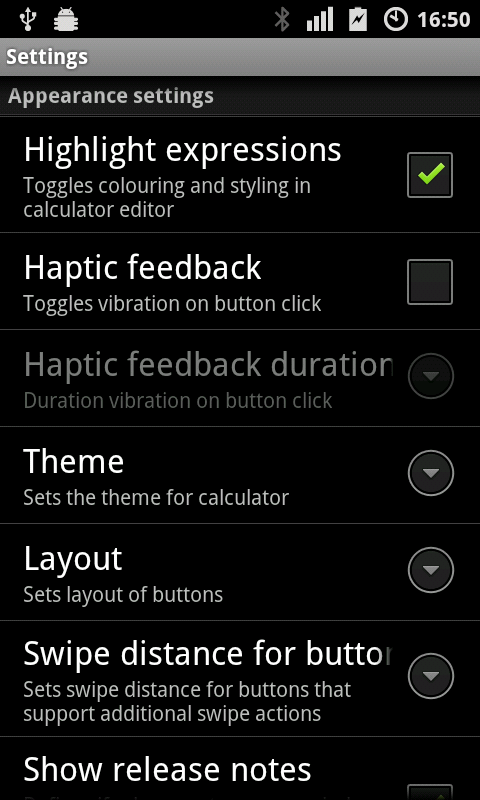 16:50
Settings
Appearance settings
Highlight expressions
Toggles colouring and styling in
calculator editor
Haptic feedback
Toggles vibration on button click
Haptic feedback duration
Duration vibration on button click
Theme
Sets the theme for calculator
Layout
Sets layout of buttons
Swipe distance for button
Sets swipe distance for buttons that
support additional swipe actions
Show release notes